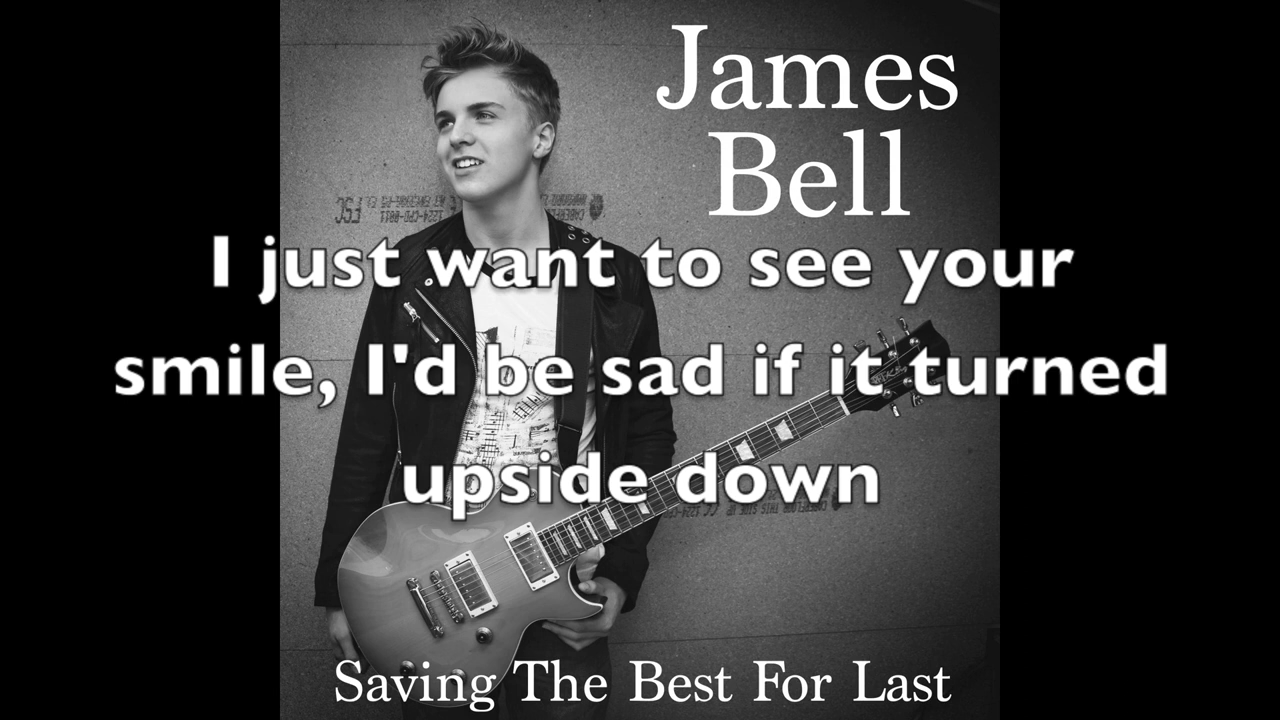 James
Bell
I just want to see your
smile, I'd be sad if it turned
upside down
Saving The Best For Last